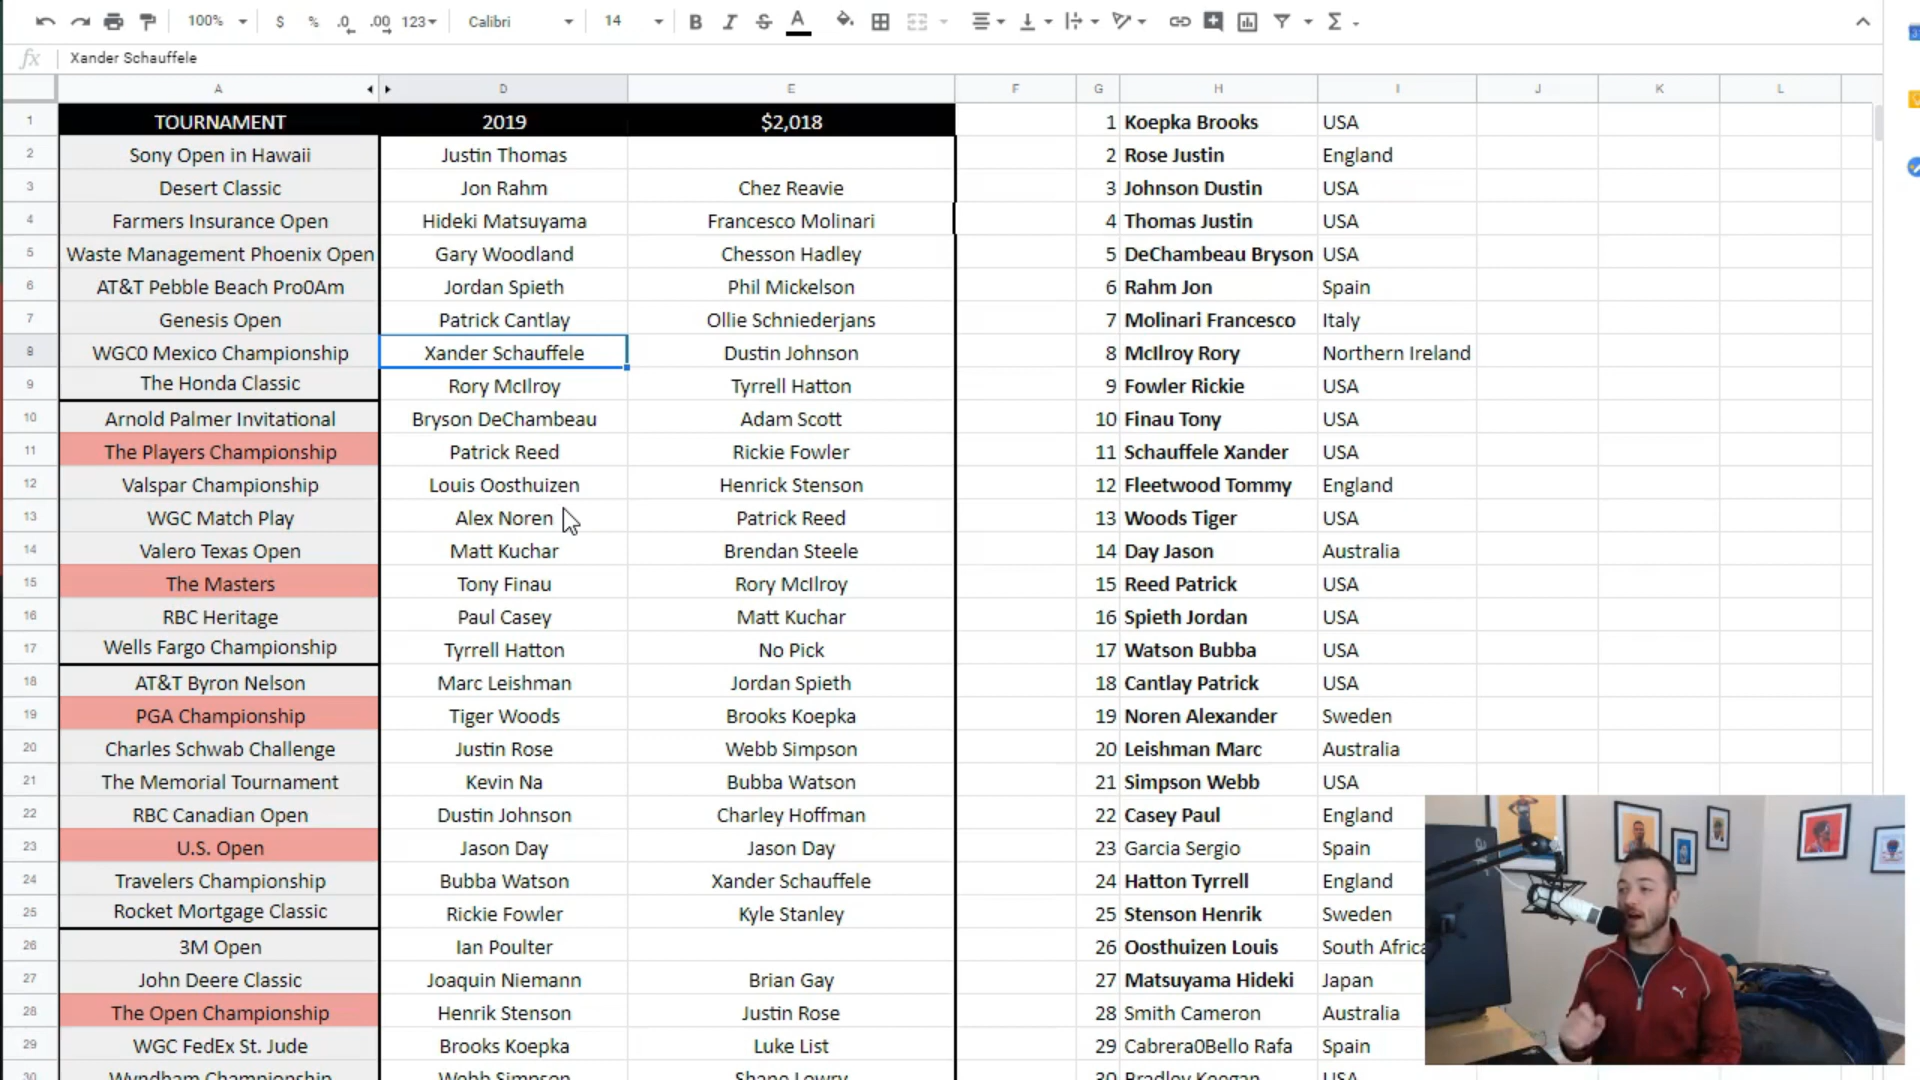 100% $ % .0 .00 123 Calibri 14 B I S A Σ
fx Xander Schauffele
A D E F G H I J K L
1 TOURNAMENT 2019 $2,018 1 Koepka Brooks USA
2 Sony Open in Hawaii Justin Thomas 2 Rose Justin England
3 Desert Classic Jon Rahm Chez Reavie 3 Johnson Dustin USA
4 Farmers Insurance Open Hideki Matsuyama Francesco Molinari 4 Thomas Justin USA
5 Waste Management Phoenix Open Gary Woodland Chesson Hadley 5 DeChambeau Bryson USA
6 AT&T Pebble Beach Pro0Am Jordan Spieth Phil Mickelson 6 Rahm Jon Spain
7 Genesis Open Patrick Cantlay Ollie Schniederjans 7 Molinari Francesco Italy
8 WGC0 Mexico Championship Xander Schauffele Dustin Johnson 8 McIlroy Rory Northern Ireland
9 The Honda Classic Rory McIlroy Tyrrell Hatton 9 Fowler Rickie USA
10 Arnold Palmer Invitational Bryson DeChambeau Adam Scott 10 Finau Tony USA
11 The Players Championship Patrick Reed Rickie Fowler 11 Schauffele Xander USA
12 Valspar Championship Louis Oosthuizen Henrick Stenson 12 Fleetwood Tommy England
13 WGC Match Play Alex Noren Patrick Reed 13 Woods Tiger USA
14 Valero Texas Open Matt Kuchar Brendan Steele 14 Day Jason Australia
15 The Masters Tony Finau Rory McIlroy 15 Reed Patrick USA
16 RBC Heritage Paul Casey Matt Kuchar 16 Spieth Jordan USA
17 Wells Fargo Championship Tyrrell Hatton No Pick 17 Watson Bubba USA
18 AT&T Byron Nelson Marc Leishman Jordan Spieth 18 Cantlay Patrick USA
19 PGA Championship Tiger Woods Brooks Koepka 19 Noren Alexander Sweden
20 Charles Schwab Challenge Justin Rose Webb Simpson 20 Leishman Marc Australia
21 The Memorial Tournament Kevin Na Bubba Watson 21 Simpson Webb USA
22 RBC Canadian Open Dustin Johnson Charley Hoffman 22 Casey Paul England
23 U.S. Open Jason Day Jason Day 23 Garcia Sergio Spain
24 Travelers Championship Bubba Watson Xander Schauffele 24 Hatton Tyrrell England
25 Rocket Mortgage Classic Rickie Fowler Kyle Stanley 25 Stenson Henrik Sweden
26 3M Open Ian Poulter 26 Oosthuizen Louis South Africa
27 John Deere Classic Joaquin Niemann Brian Gay 27 Matsuyama Hideki Japan
28 The Open Championship Henrik Stenson Justin Rose 28 Smith Cameron Australia
29 WGC FedEx St. Jude Brooks Koepka Luke List 29 Cabrera0Bello Rafa Spain
30 Wyndham Championship Webb Simpson Shane Lowry 30 Bradley Keegan USA